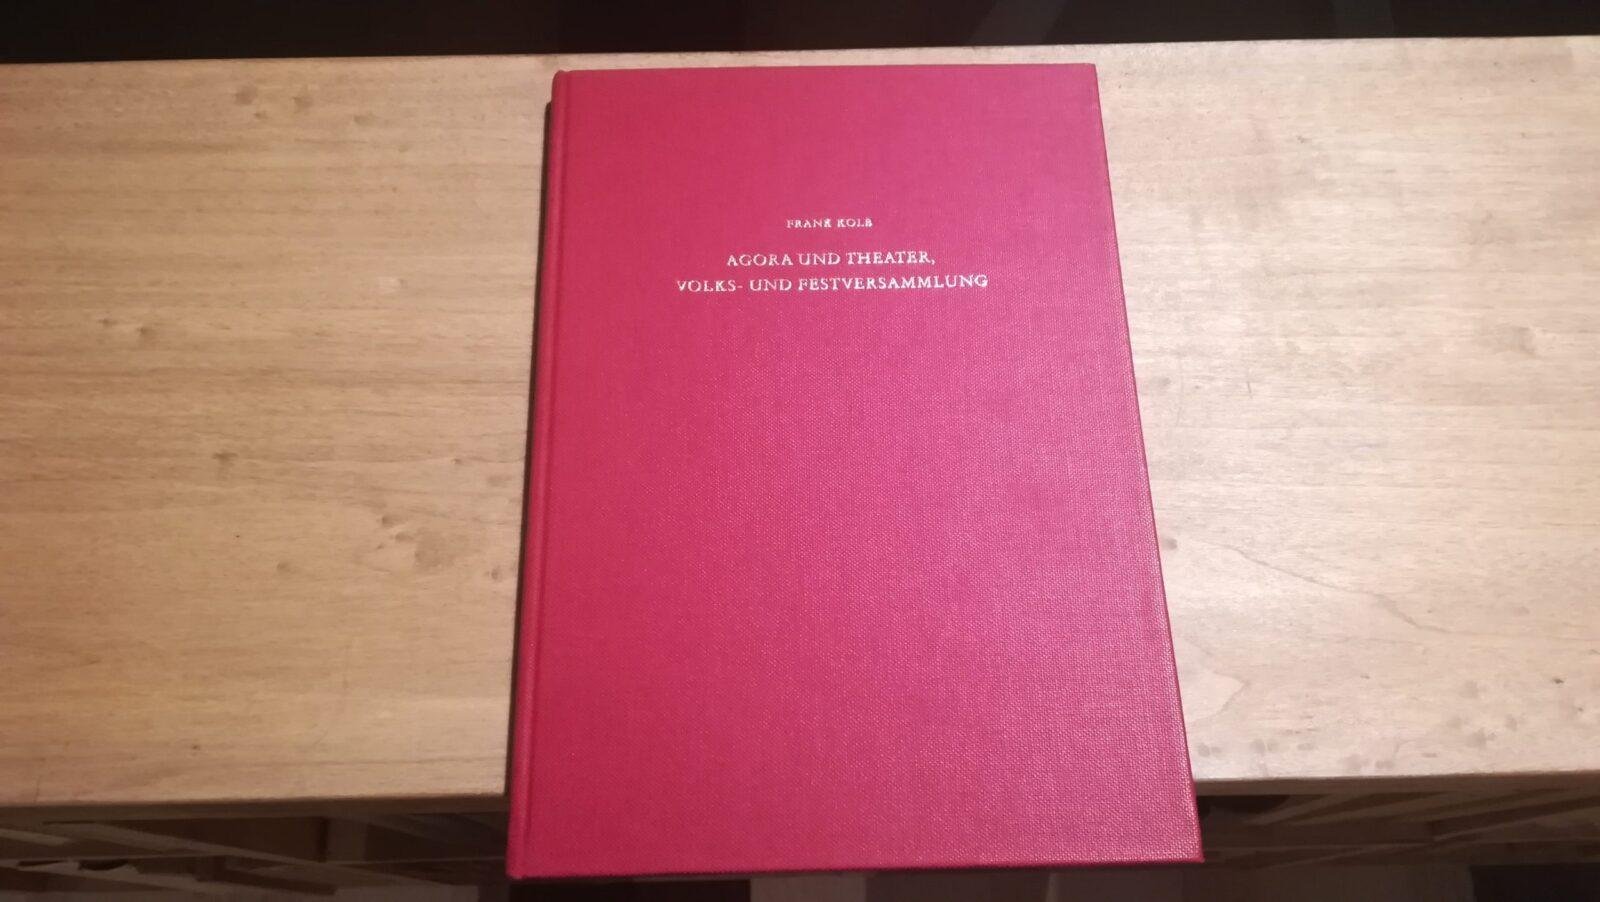 FRANK KOLB
AGORA UND THEATER,
VOLKS- UND FESTVERSAMMLUNG